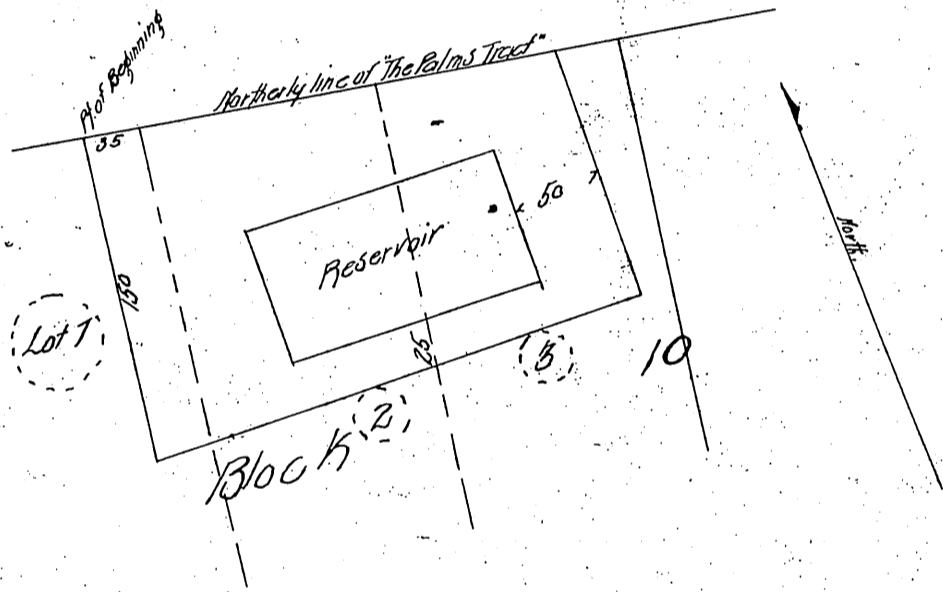 Pt. of Beginning
Northerly line of "The Palms Tract"
35
50
Reservoir
North.
150
Lot 1
25
3
10
2
Block